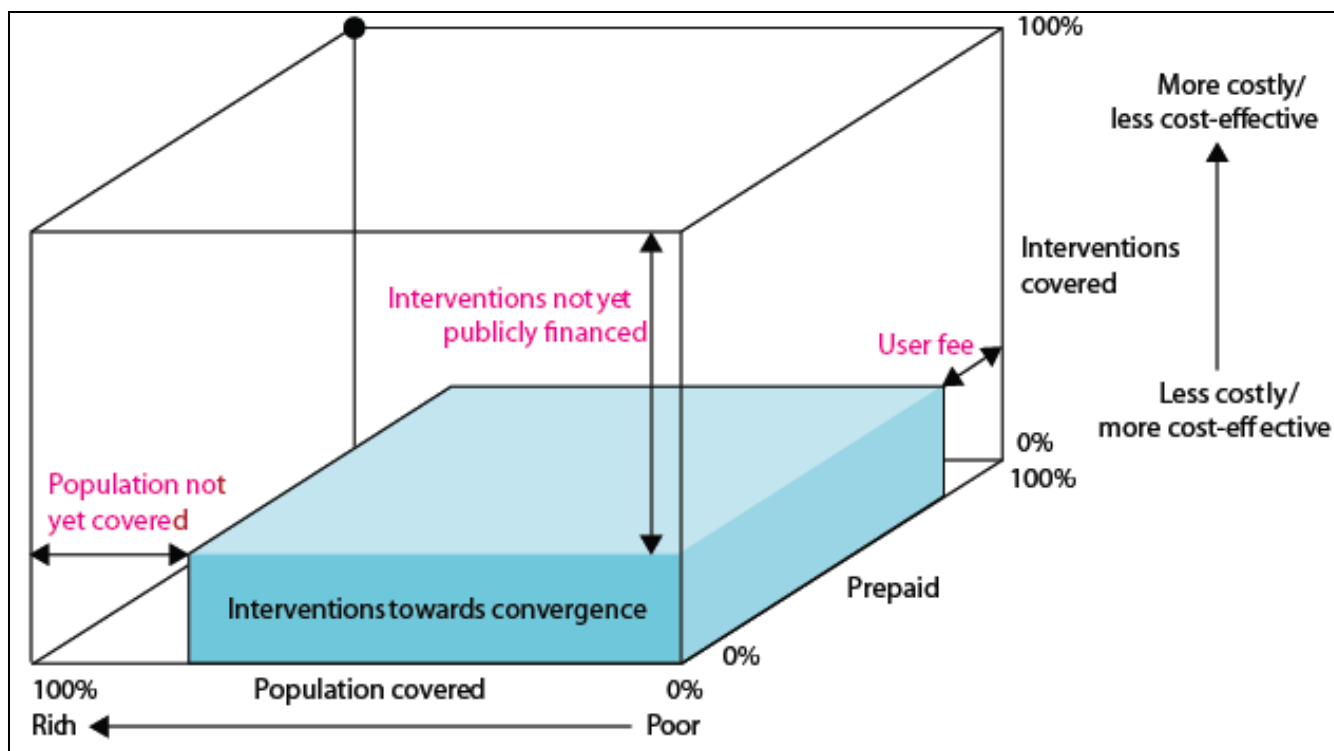 100%
More costly/
less cost-effective
Interventions
covered
Interventions not yet
publicly financed
User fee
Less costly/
more cost-effective
0%
100%
Population not
yet covered
Prepaid
Interventions towards convergence
0%
100%
Population covered
0%
Rich
Poor